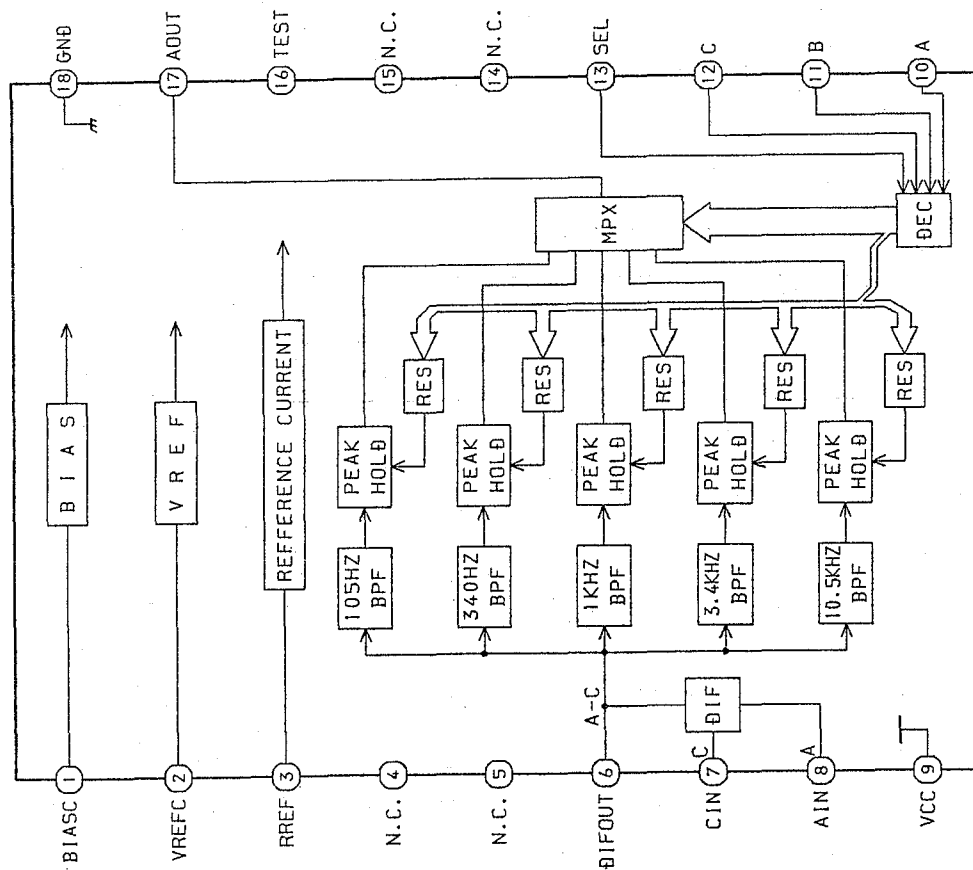 18 GND
17 AOUT
16 TEST
15 N.C.
14 N.C.
13 SEL
12 C
11 B
10 A
MPX
DEC
BIAS
VREF
REFFERENCE CURRENT
RES
RES
RES
RES
RES
PEAK
HOLD
PEAK
HOLD
PEAK
HOLD
PEAK
HOLD
PEAK
HOLD
105HZ
BPF
340HZ
BPF
1KHZ
BPF
3.4KHZ
BPF
10.5KHZ
BPF
A-C
DIF
C
A
1
2
3
4
5
6
7
8
9
BIASC
VREFC
RREF
N.C.
N.C.
DIFOUT
CIN
AIN
VCC